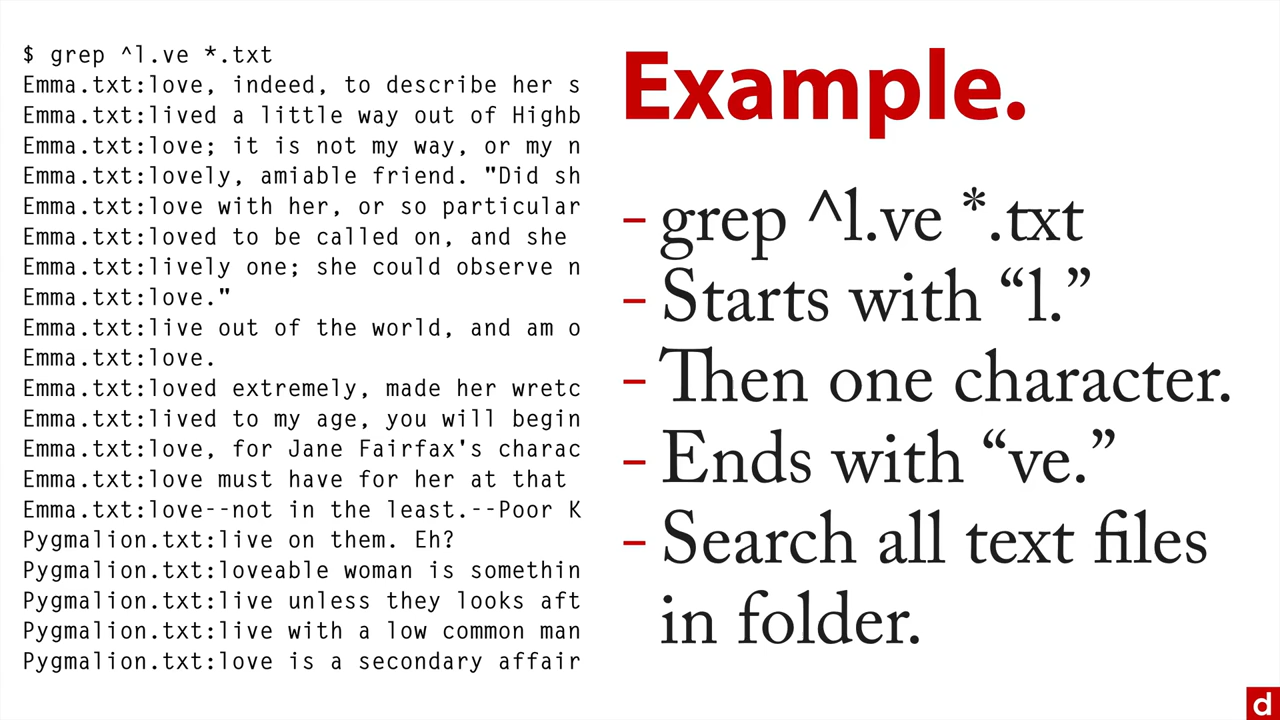 $ grep ^l.ve *.txt
Emma.txt:love, indeed, to describe her s
Emma.txt:lived a little way out of Highb
Emma.txt:love; it is not my way, or my n
Emma.txt:lovely, amiable friend. "Did sh
Emma.txt:love with her, or so particular
Emma.txt:loved to be called on, and she
Emma.txt:lively one; she could observe n
Emma.txt:love."
Emma.txt:live out of the world, and am o
Emma.txt:love.
Emma.txt:loved extremely, made her wretc
Emma.txt:lived to my age, you will begin
Emma.txt:love, for Jane Fairfax's charac
Emma.txt:love must have for her at that
Emma.txt:love--not in the least.--Poor K
Pygmalion.txt:live on them. Eh?
Pygmalion.txt:loveable woman is somethin
Pygmalion.txt:live unless they looks aft
Pygmalion.txt:live with a low common man
Pygmalion.txt:love is a secondary affair
Example.
– grep ^l.ve *.txt
– Starts with “l.”
– Then one character.
– Ends with “ve.”
– Search all text files
in folder.
d